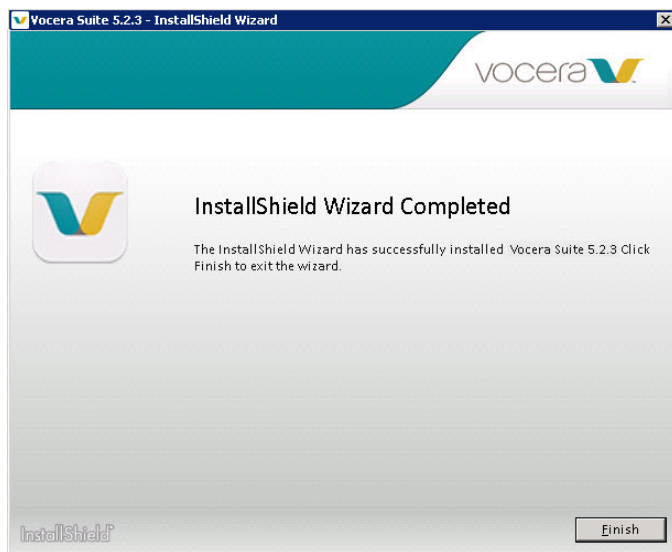 Vocera Suite 5.2.3 - InstallShield Wizard
vocera
InstallShield Wizard Completed
The InstallShield Wizard has successfully installed Vocera Suite 5.2.3 Click
Finish to exit the wizard.
InstallShield
Finish